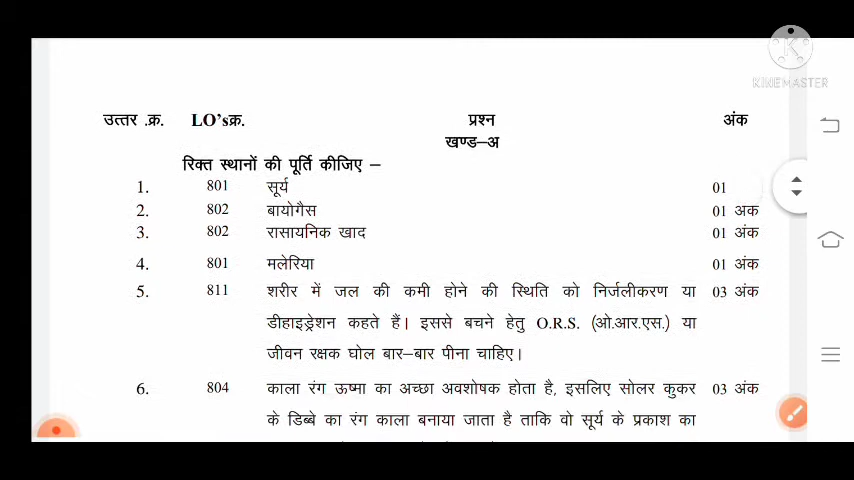 KINEMASTER
उत्तर .क्र. LO'sक्र. प्रश्न अंक
खण्ड–अ
रिक्त स्थानों की पूर्ति कीजिए –
1. 801 सूर्य 01
2. 802 बायोगैस 01 अक
3. 802 रासायनिक खाद 01 अंक
4. 801 मलेरिया 01 अंक
5. 811 शरीर में जल की कमी होने की स्थिति को निर्जलीकरण या 03 अंक
डीहाइड्रेशन कहते हैं। इससे बचने हेतु O.R.S. (ओ.आर.एस.) या
जीवन रक्षक घोल बार–बार पीना चाहिए।
6. 804 काला रंग ऊष्मा का अच्छा अवशोषक होता है, इसलिए सोलर कुकर 03 अंक
के डिब्बे का रंग काला बनाया जाता है ताकि वो सूर्य के प्रकाश का